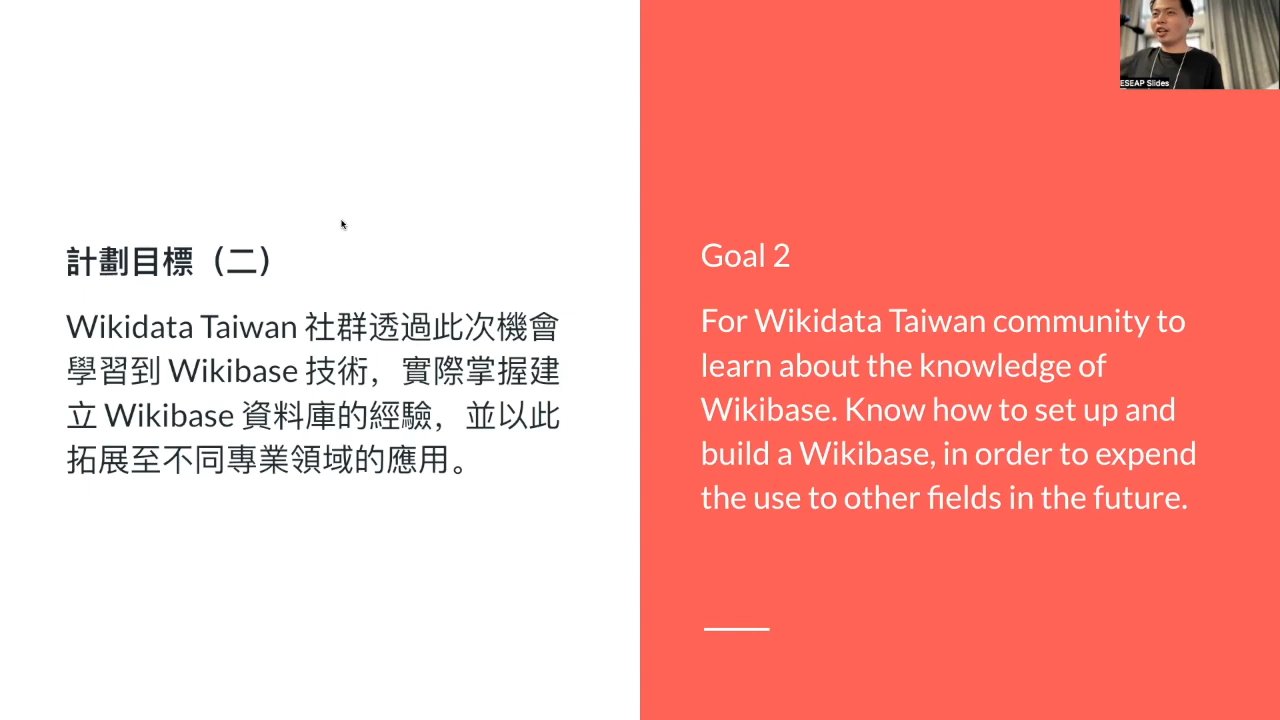 計劃目標（二）
Wikidata Taiwan 社群透過此次機會
學習到 Wikibase 技術，實際掌握建
立 Wikibase 資料庫的經驗，並以此
拓展至不同專業領域的應用。
Goal 2
For Wikidata Taiwan community to
learn about the knowledge of
Wikibase. Know how to set up and
build a Wikibase, in order to expend
the use to other fields in the future.
ESEAP Slides